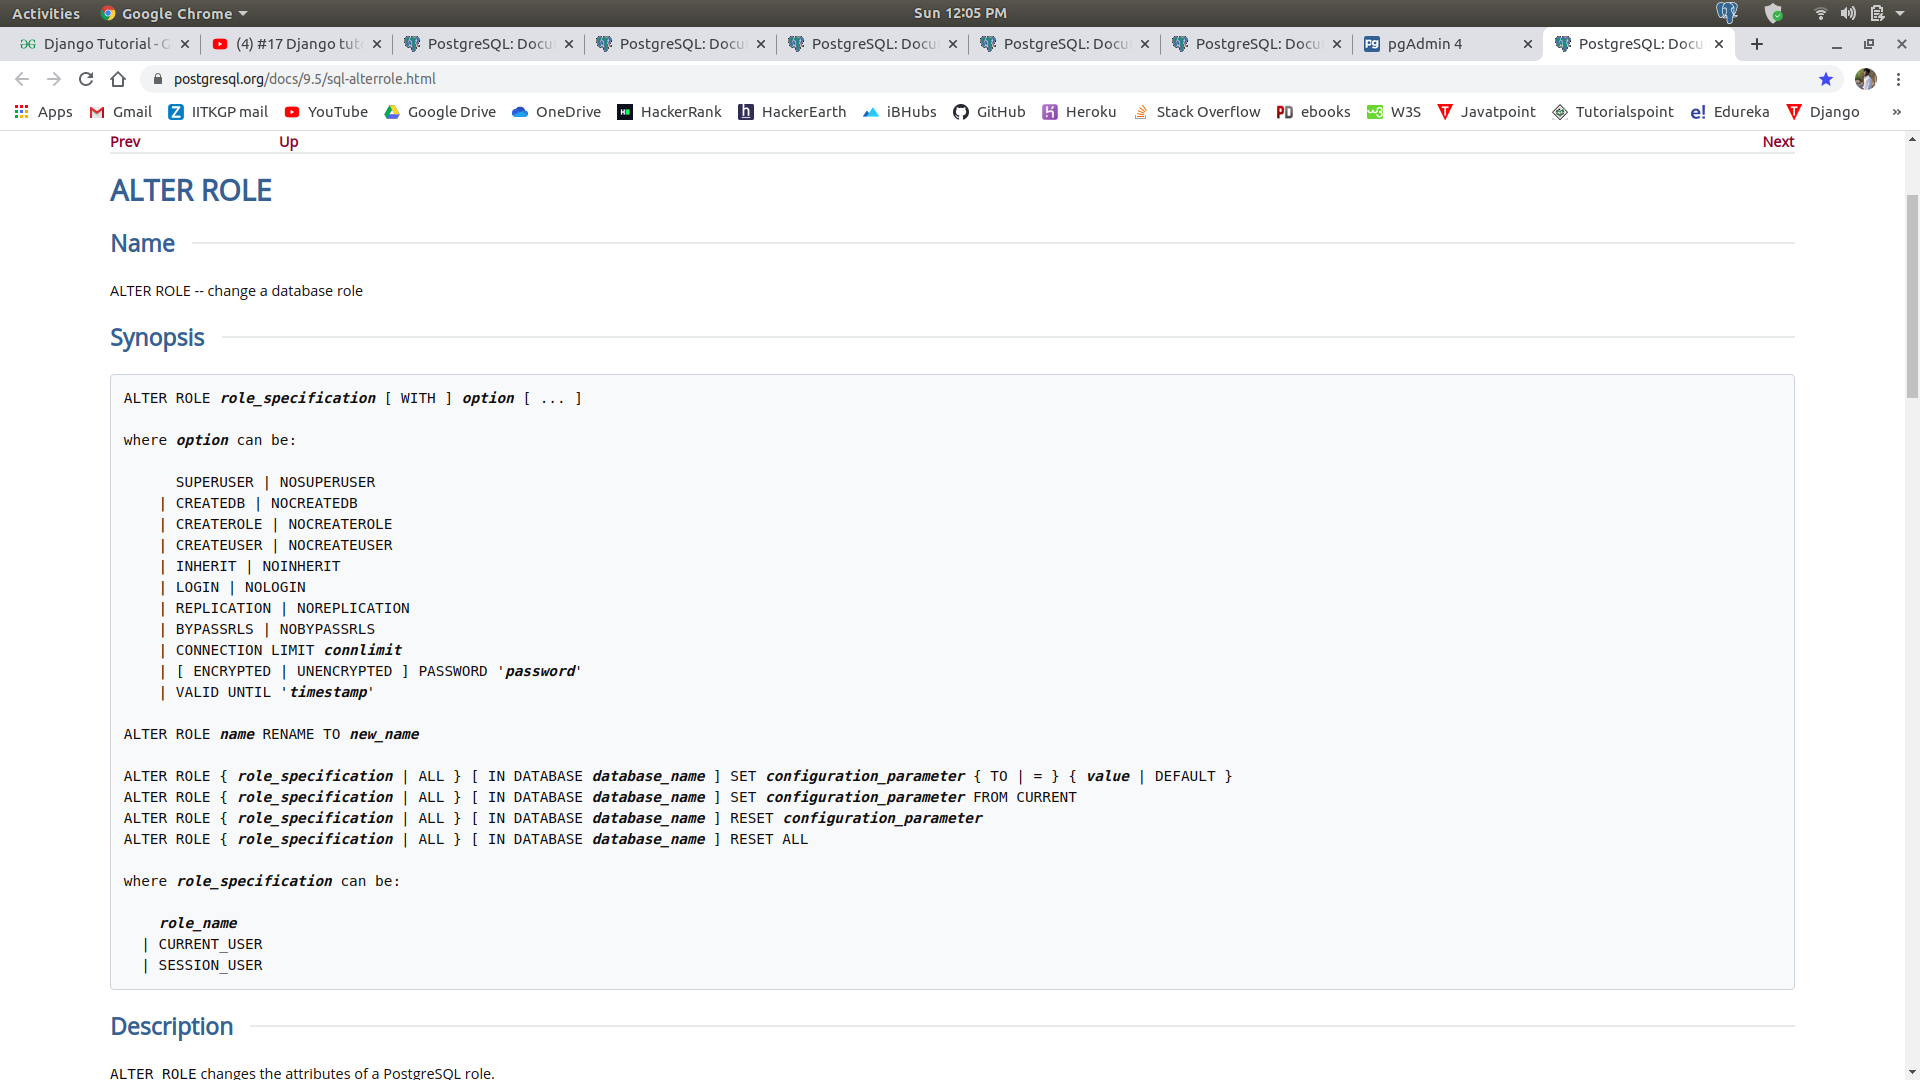 Activities Google Chrome Sun 12:05 PM
Django Tutorial - G (4) #17 Django tut PostgreSQL: Docu PostgreSQL: Docu PostgreSQL: Docu PostgreSQL: Docu PostgreSQL: Docu pgAdmin 4 PostgreSQL: Docu
postgresql.org/docs/9.5/sql-alterrole.html
Apps Gmail IITKGP mail YouTube Google Drive OneDrive HackerRank HackerEarth iBHubs GitHub Heroku Stack Overflow ebooks W3S Javatpoint Tutorialspoint Edureka Django »
Prev Up Next
ALTER ROLE
Name
ALTER ROLE -- change a database role
Synopsis
ALTER ROLE role_specification [ WITH ] option [ ... ]
where option can be:
SUPERUSER | NOSUPERUSER
| CREATEDB | NOCREATEDB
| CREATEROLE | NOCREATEROLE
| CREATEUSER | NOCREATEUSER
| INHERIT | NOINHERIT
| LOGIN | NOLOGIN
| REPLICATION | NOREPLICATION
| BYPASSRLS | NOBYPASSRLS
| CONNECTION LIMIT connlimit
| [ ENCRYPTED | UNENCRYPTED ] PASSWORD 'password'
| VALID UNTIL 'timestamp'
ALTER ROLE name RENAME TO new_name
ALTER ROLE { role_specification | ALL } [ IN DATABASE database_name ] SET configuration_parameter { TO | = } { value | DEFAULT }
ALTER ROLE { role_specification | ALL } [ IN DATABASE database_name ] SET configuration_parameter FROM CURRENT
ALTER ROLE { role_specification | ALL } [ IN DATABASE database_name ] RESET configuration_parameter
ALTER ROLE { role_specification | ALL } [ IN DATABASE database_name ] RESET ALL
where role_specification can be:
role_name
| CURRENT_USER
| SESSION_USER
Description
ALTER ROLE changes the attributes of a PostgreSQL role.